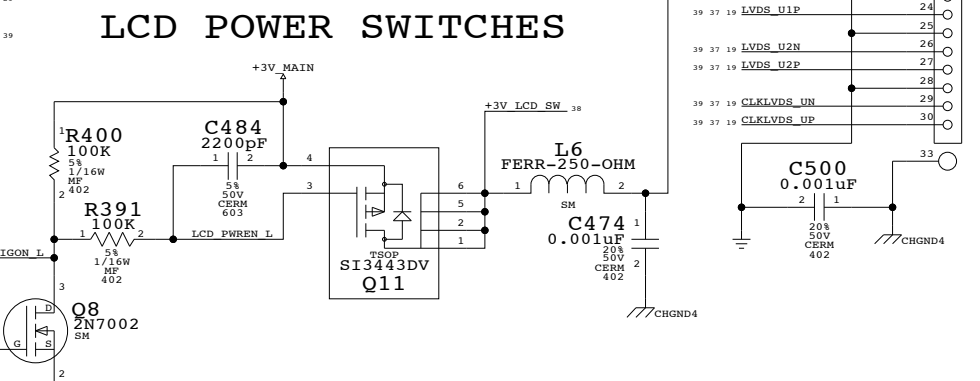 39
LCD POWER SWITCHES
+3V_MAIN
1
R400
100K
5%
1/16W
MF
402
2
C484
2200pF
1 2
5%
50V
CERM
603
R391
100K
1 2
5%
1/16W
MF
402
LCD_PWREN_L
IGON_L
3
D
Q8
2N7002
SM
G S
2
4
3
6
5
2
1
TSOP
SI3443DV
Q11
+3V_LCD_SW 38
L6
FERR-250-OHM
1 2
SM
C474
0.001uF
20%
50V
CERM
402
1
2
CHGND4
39 37 19 LVDS_U1P 24
25
39 37 19 LVDS_U2N 26
39 37 19 LVDS_U2P 27
28
39 37 19 CLKLVDS_UN 29
39 37 19 CLKLVDS_UP 30
33
C500
0.001uF
2 1
20%
50V
CERM
402
CHGND4